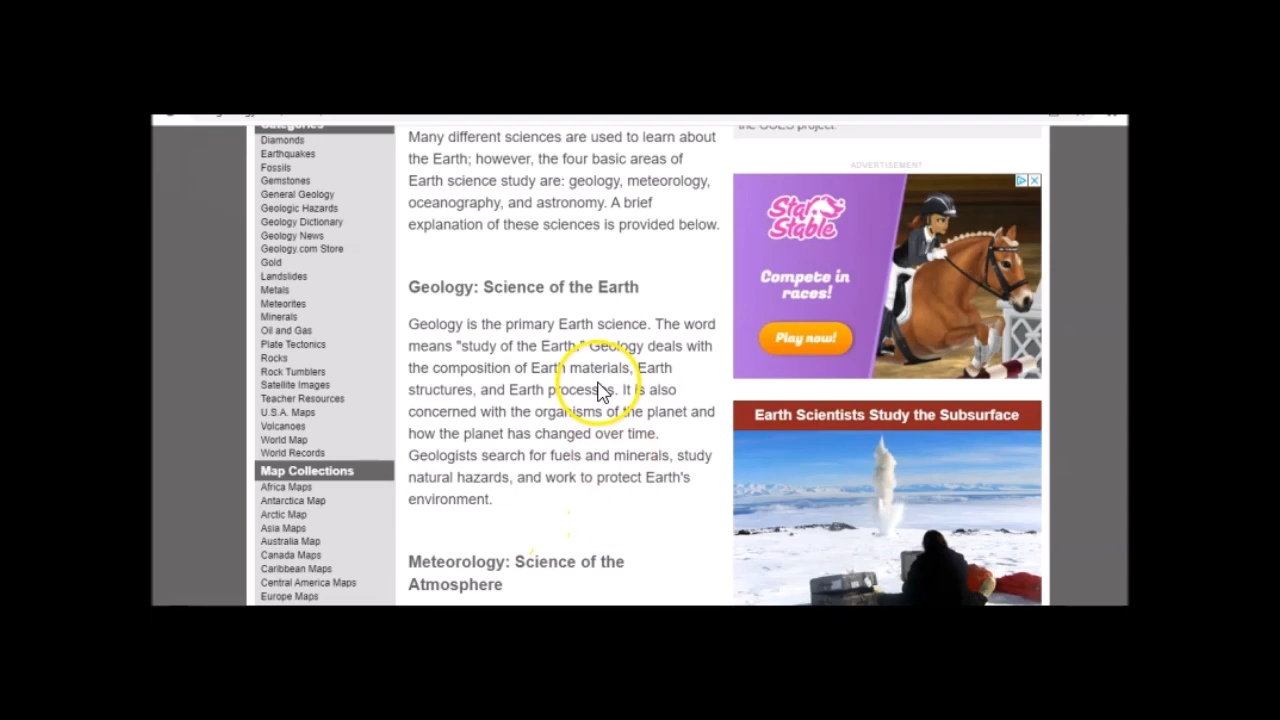 Categories
Diamonds
Earthquakes
Fossils
Gemstones
General Geology
Geologic Hazards
Geology Dictionary
Geology News
Geology.com Store
Gold
Landslides
Metals
Meteorites
Minerals
Oil and Gas
Plate Tectonics
Rocks
Rock Tumblers
Satellite Images
Teacher Resources
U.S.A. Maps
Volcanoes
World Map
World Records
Map Collections
Africa Maps
Antarctica Map
Arctic Map
Asia Maps
Australia Map
Canada Maps
Caribbean Maps
Central America Maps
Europe Maps
Many different sciences are used to learn about
the Earth; however, the four basic areas of
Earth science study are: geology, meteorology,
oceanography, and astronomy. A brief
explanation of these sciences is provided below.
Geology: Science of the Earth
Geology is the primary Earth science. The word
means "study of the Earth." Geology deals with
the composition of Earth materials, Earth
structures, and Earth processes. It is also
concerned with the organisms of the planet and
how the planet has changed over time.
Geologists search for fuels and minerals, study
natural hazards, and work to protect Earth's
environment.
Meteorology: Science of the
Atmosphere
the GOES project.
ADVERTISEMENT
Star
Stable
Compete in
races!
Play now!
Earth Scientists Study the Subsurface